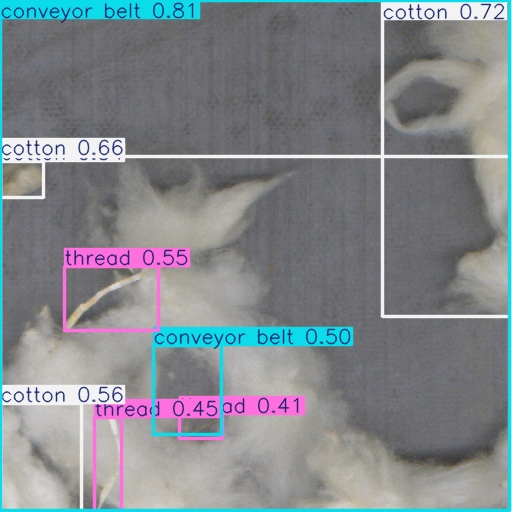 conveyor belt 0.81
cotton 0.72
cotton 0.66
thread 0.55
conveyor belt 0.50
cotton 0.56
thread 0.45
ad 0.41